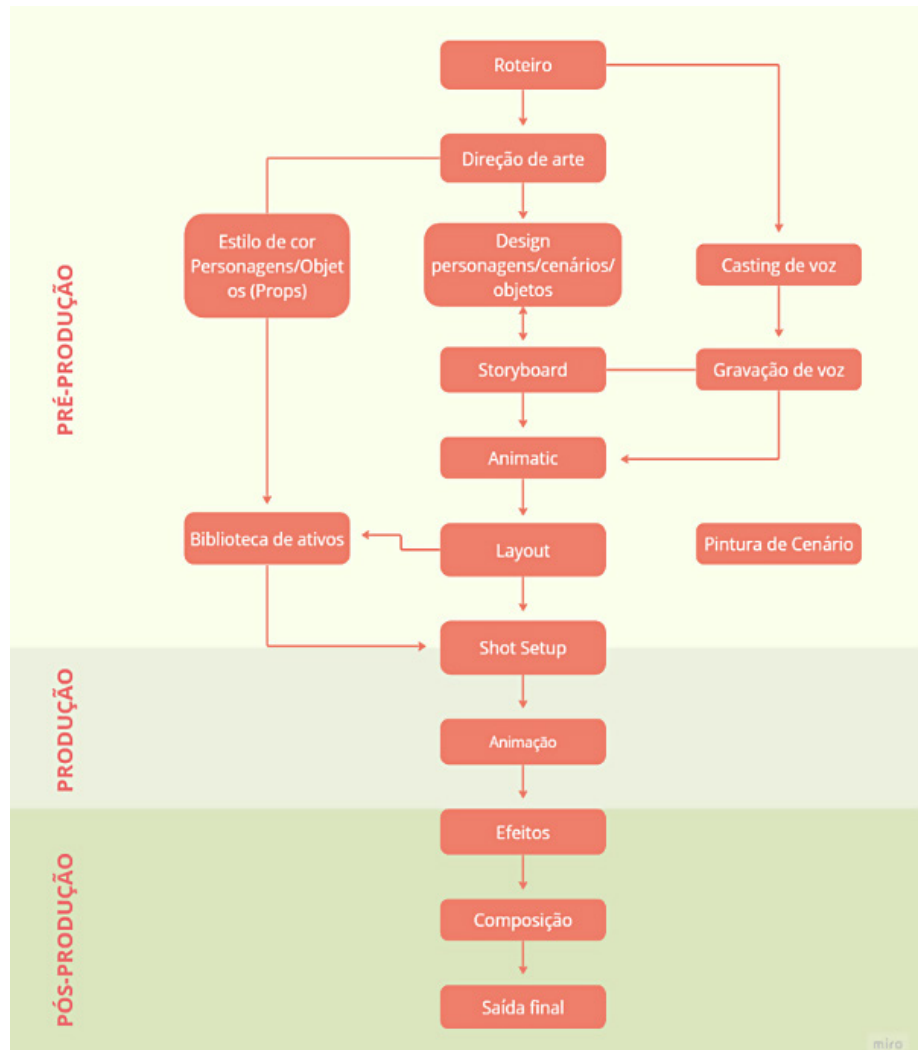 Roteiro
Direção de arte
Estilo de cor
Personagens/Objet
os (Props)
Design
personagens/cenários/
objetos
Casting de voz
Storyboard
Gravação de voz
Animatic
Biblioteca de ativos
Layout
Pintura de Cenário
Shot Setup
PRÉ-PRODUÇÃO
Animação
PRODUÇÃO
Efeitos
Composição
Saída final
PÓS-PRODUÇÃO
miro